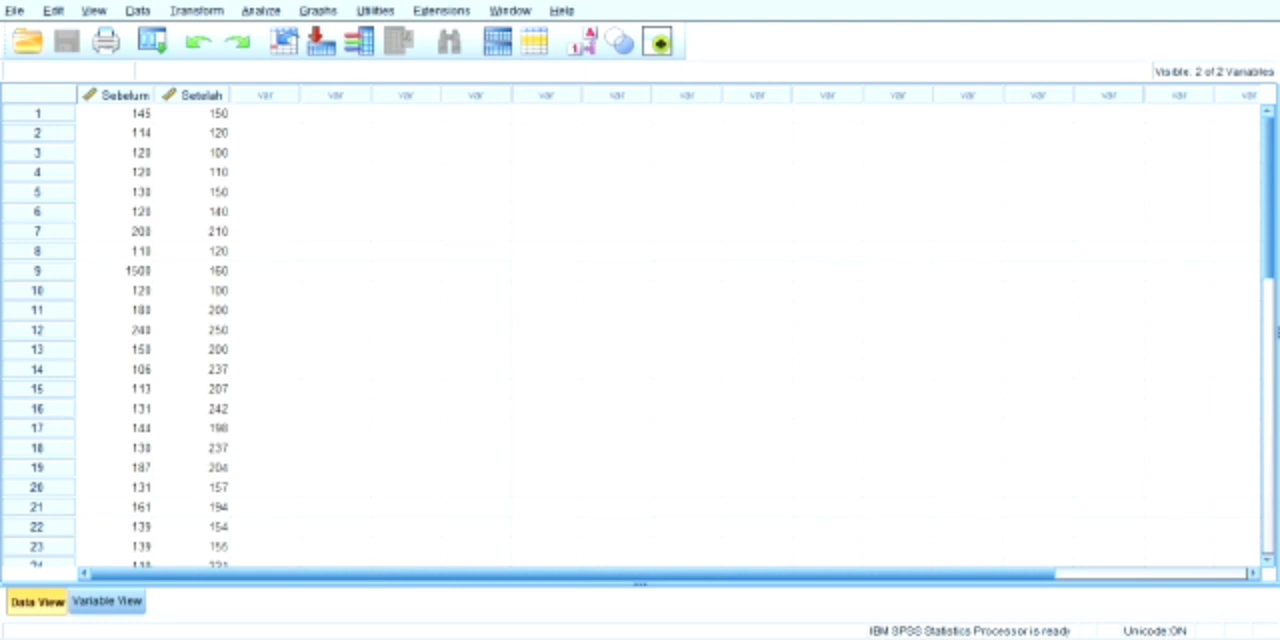 File Edit View Data Transform Analyze Graphs Utilities Extensions Window Help
Visible: 2 of 2 Variables
Sebelum Setelah var var var var var var var var var var var var var var var
1 145 150
2 114 120
3 120 100
4 120 110
5 130 150
6 120 140
7 200 210
8 110 120
9 1500 160
10 120 100
11 180 200
12 240 250
13 150 200
14 106 237
15 113 207
16 131 242
17 144 198
18 130 237
19 187 204
20 131 157
21 161 194
22 139 154
23 139
Data View Variable View
IBM SPSS Statistics Processor is ready Unicode:ON